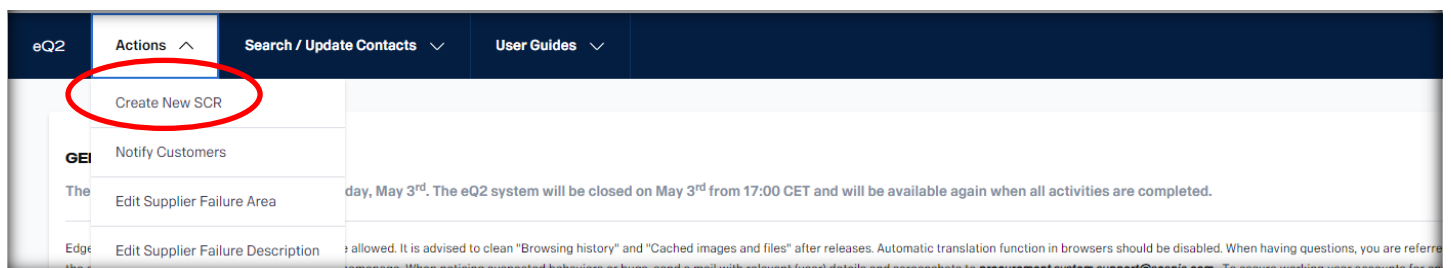 eQ2 Actions Search / Update Contacts User Guides
Create New SCR
Notify Customers
GE
The day, May 3rd. The eQ2 system will be closed on May 3rd from 17:00 CET and will be available again when all activities are completed.
Edit Supplier Failure Area
Edge allowed. It is advised to clean "Browsing history" and "Cached images and files" after releases. Automatic translation function in browsers should be disabled. When having questions, you are referre
Edit Supplier Failure Description